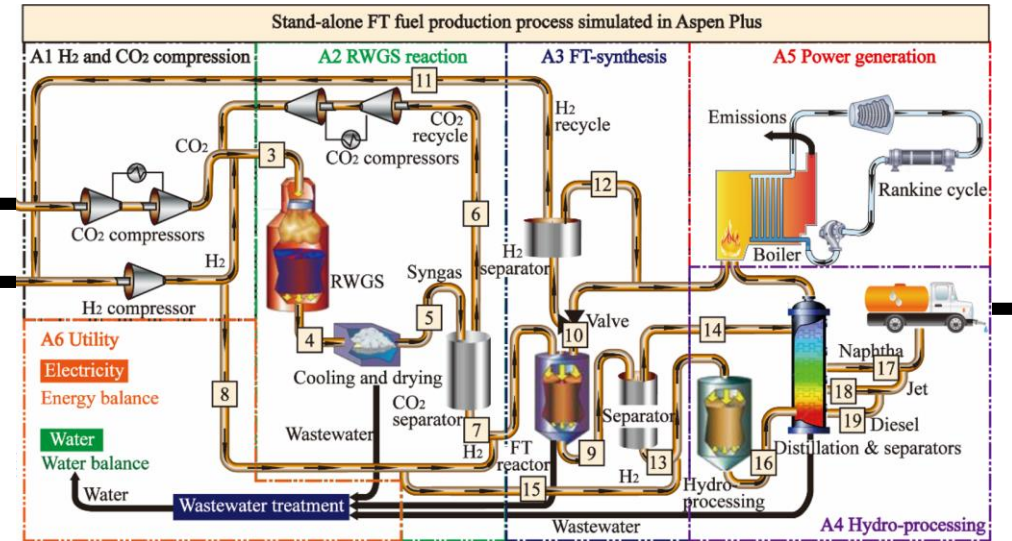 Stand-alone FT fuel production process simulated in Aspen Plus
A1 H2 and CO2 compression
A2 RWGS reaction
A3 FT-synthesis
A5 Power generation
11
H2
recycle
CO2
recycle
CO2 compressors
Emissions
CO2
3
12
Rankine cycle
CO2 compressors
6
H2
separator
Boiler
H2
Syngas
RWGS
H2 compressor
5
Valve
10
14
4
A6 Utility
Electricity
Energy balance
Cooling and drying
CO2
separator
8
Separator
Naphtha
17
18
Jet
19
Diesel
Distillation & separators
Water
Water balance
Wastewater
7
H2
FT
reactor
9
13
H2
16
Hydro-
processing
15
Water
Wastewater treatment
Wastewater
A4 Hydro-processing